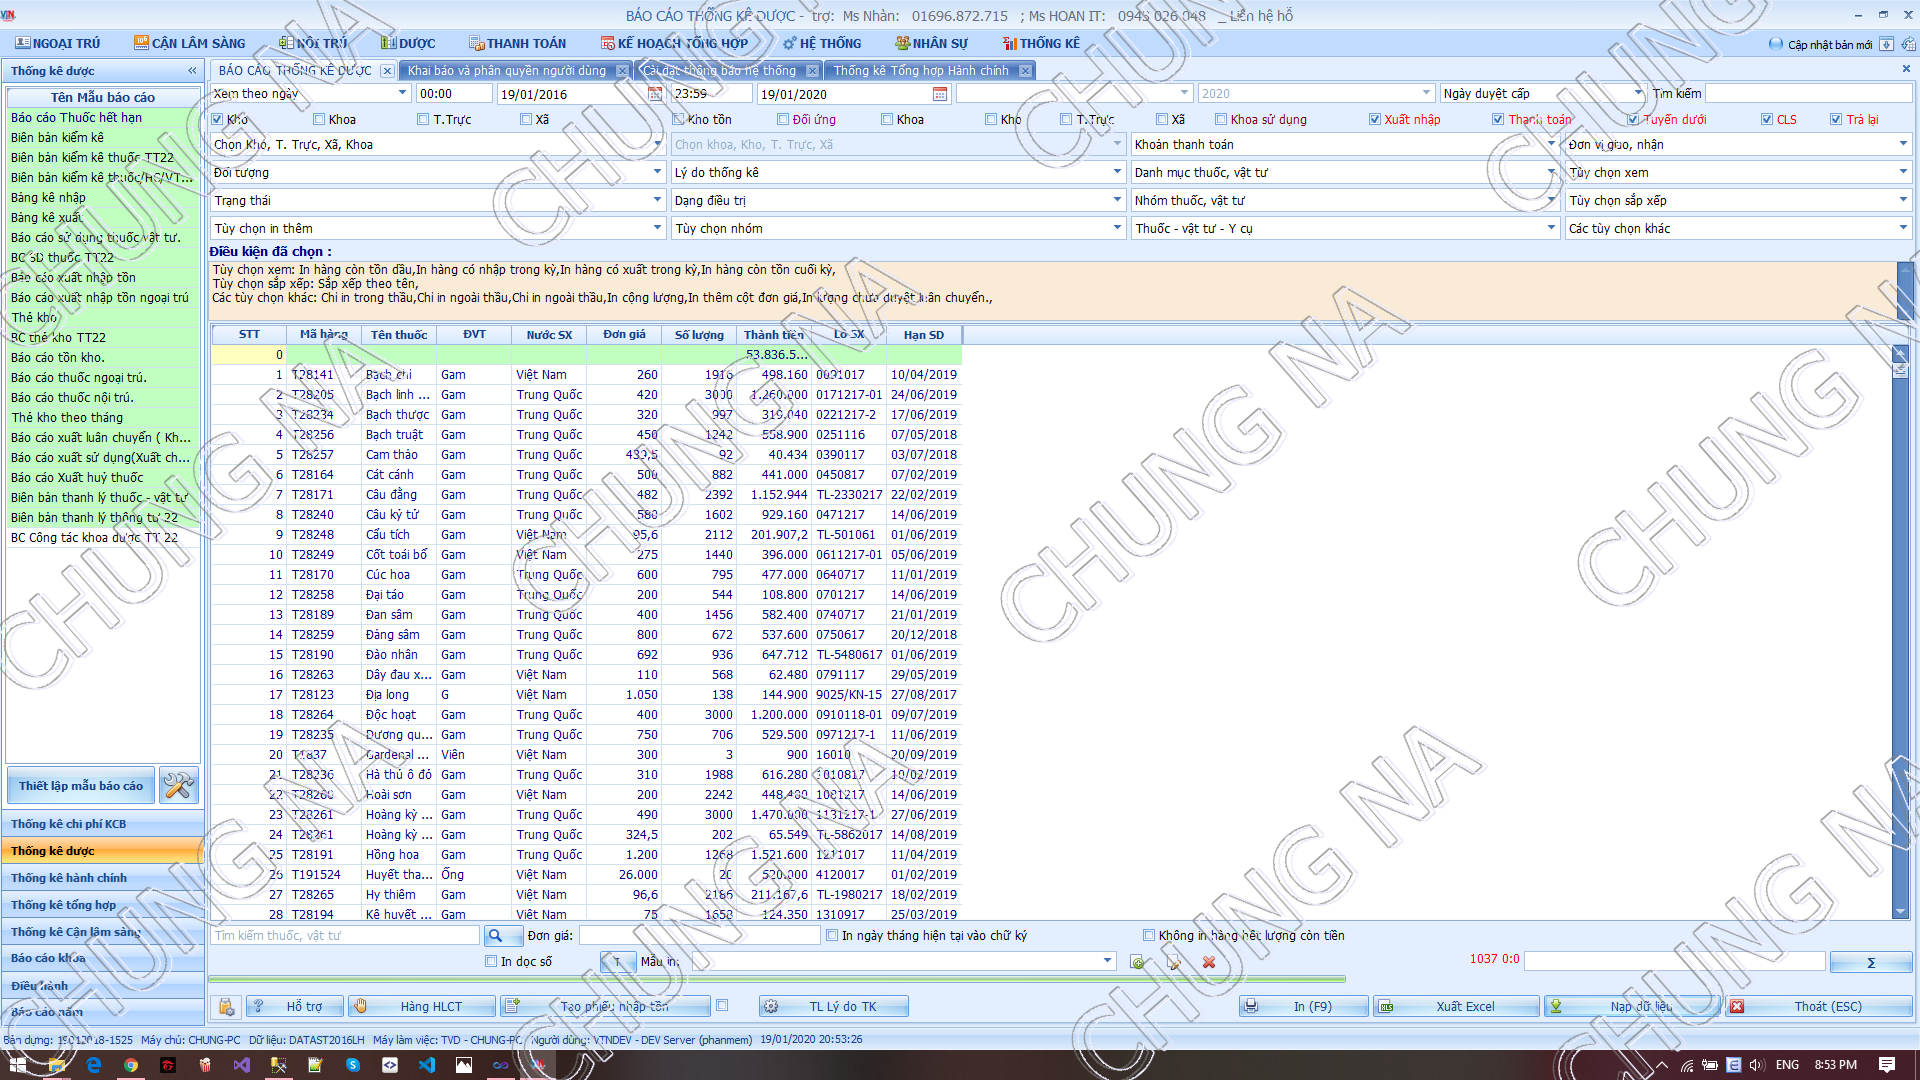 BÁO CÁO THỐNG KÊ DƯỢC - trợ: Ms Nhàn: 01696.872.715 ; Ms HOAN IT: 0943 026 048 _ Liên hệ hỗ
NGOẠI TRÚ CẬN LÂM SÀNG NỘI TRÚ DƯỢC THANH TOÁN KẾ HOẠCH TỔNG HỢP HỆ THỐNG NHÂN SỰ THỐNG KÊ Cập nhật bản mới
Thống kê dược «
BÁO CÁO THỐNG KÊ DƯỢC Khai báo và phân quyền người dùng Cài đặt thông báo hệ thống Thống kê Tổng hợp Hành chính
Tên Mẫu báo cáo
Báo cáo Thuốc hết hạn
Biên bản kiểm kê
Biên bản kiểm kê thuốc TT22
Biên bản kiểm kê thuốc/HC/VT...
Bảng kê nhập
Bảng kê xuất
Báo cáo sử dụng thuốc vật tư.
BC SD thuốc TT22
Báo cáo xuất nhập tồn
Báo cáo xuất nhập tồn ngoại trú
Thẻ kho
BC thẻ kho TT22
Báo cáo tồn kho.
Báo cáo thuốc ngoại trú.
Báo cáo thuốc nội trú.
Thẻ kho theo tháng
Báo cáo xuất luân chuyển ( Kh...
Báo cáo xuất sử dụng(Xuất ch...
Báo cáo Xuất huỷ thuốc
Biên bản thanh lý thuốc - vật tư
Biên bản thanh lý thông tư 22
BC Công tác khoa dược TT 22
Thiết lập mẫu báo cáo
Thống kê chi phí KCB
Thống kê dược
Thống kê hành chính
Thống kê tổng hợp
Thống kê Cận lâm sàng
Báo cáo khoa
Điều hành
Báo cáo năm
Xem theo ngày 00:00 19/01/2016 23:59 19/01/2020 2020 Ngày duyệt cấp Tìm kiếm
Kho Khoa T.Trực Xã Kho tồn Đối ứng Khoa Kho T.Trực Xã Khoa sử dụng Xuất nhập Thanh toán Tuyến dưới CLS Trả lại
Chọn Kho, T. Trực, Xã, Khoa Chọn khoa, Kho, T. Trực, Xã Khoản thanh toán Đơn vị giao, nhận
Đối tượng Lý do thống kê Danh mục thuốc, vật tư Tùy chọn xem
Trạng thái Dạng điều trị Nhóm thuốc, vật tư Tùy chọn sắp xếp
Tùy chọn in thêm Tùy chọn nhóm Thuốc - vật tư - Y cụ Các tùy chọn khác
Điều kiện đã chọn :
Tùy chọn xem: In hàng còn tồn đầu,In hàng có nhập trong kỳ,In hàng có xuất trong kỳ,In hàng còn tồn cuối kỳ,
Tùy chọn sắp xếp: Sắp xếp theo tên,
Các tùy chọn khác: Chỉ in trong thầu,Chỉ in ngoài thầu,Chỉ in ngoài thầu,In cộng lượng,In thêm cột đơn giá,In lượng chưa duyệt luân chuyển.,
STT Mã hàng Tên thuốc ĐVT Nước SX Đơn giá Số lượng Thành tiền Lô SX Hạn SD
0 53.836.5...
1 T28141 Bạch chỉ Gam Việt Nam 260 1916 498.160 0091017 10/04/2019
2 T28205 Bạch linh ... Gam Trung Quốc 420 3000 1.260.000 0171217-01 24/06/2019
3 T28234 Bạch thược Gam Trung Quốc 320 997 319.040 0221217-2 17/06/2019
4 T28256 Bạch truật Gam Trung Quốc 450 1242 558.900 0251116 07/05/2018
5 T28257 Cam thảo Gam Trung Quốc 439,5 92 40.434 0390117 03/07/2018
6 T28164 Cát cánh Gam Trung Quốc 500 882 441.000 0450817 07/02/2019
7 T28171 Câu đằng Gam Trung Quốc 482 2392 1.152.944 TL-2330217 22/02/2019
8 T28240 Câu kỷ tử Gam Trung Quốc 580 1602 929.160 0471217 14/06/2019
9 T28248 Cẩu tích Gam Việt Nam 95,6 2112 201.907,2 TL-501061 01/06/2019
10 T28249 Cốt toái bổ Gam Việt Nam 275 1440 396.000 0611217-01 05/06/2019
11 T28170 Cúc hoa Gam Trung Quốc 600 795 477.000 0640717 11/01/2019
12 T28258 Đại táo Gam Trung Quốc 200 544 108.800 0701217 14/06/2019
13 T28189 Đan sâm Gam Trung Quốc 400 1456 582.400 0740717 21/01/2019
14 T28259 Đảng sâm Gam Trung Quốc 800 672 537.600 0750617 20/12/2018
15 T28190 Đào nhân Gam Trung Quốc 692 936 647.712 TL-5480617 01/06/2019
16 T28263 Dây đau x... Gam Việt Nam 110 568 62.480 0791117 29/05/2019
17 T28123 Địa long G Việt Nam 1.050 138 144.900 9025/KN-15 27/08/2017
18 T28264 Độc hoạt Gam Trung Quốc 400 3000 1.200.000 0910118-01 09/07/2019
19 T28235 Đương qu... Gam Trung Quốc 750 706 529.500 0971217-1 11/06/2019
20 T1837 Gardenal ... Viên Việt Nam 300 3 900 16010 20/09/2019
21 T28236 Hà thủ ô đỏ Gam Trung Quốc 310 1988 616.280 1010817 10/02/2019
22 T28260 Hoài sơn Gam Việt Nam 200 2242 448.400 1081217 14/06/2019
23 T28261 Hoàng kỳ ... Gam Trung Quốc 490 3000 1.470.000 1131217-1 27/06/2019
24 T28261 Hoàng kỳ ... Gam Trung Quốc 324,5 202 65.549 TL-5862017 14/08/2019
25 T28191 Hồng hoa Gam Trung Quốc 1.200 1268 1.521.600 1211017 11/04/2019
26 T191524 Huyết tha... Ống Việt Nam 26.000 20 520.000 4120017 01/02/2019
27 T28265 Hy thiêm Gam Việt Nam 96,6 2186 211.167,6 TL-1980217 18/02/2019
28 T28194 Kê huyết ... Gam Việt Nam 75 1658 124.350 1310917 25/03/2019
Tìm kiếm thuốc, vật tư Đơn giá: In ngày tháng hiện tại vào chữ ký Không in hàng hết lượng còn tiền
In dọc số T Mẫu in: 1037 0:0 Σ
Hỗ trợ Hàng HLCT Tạo phiếu nhập tồn TL Lý do TK In (F9) Xuất Excel Nạp dữ liệu Thoát (ESC)
Bản dựng: 19012018-1525 Máy chủ: CHUNG-PC Dữ liệu: DATAST2016LH Máy làm việc: TVD - CHUNG-PC Người dùng: VTNDEV - DEV Server (phanmem) 19/01/2020 20:53:26
ENG 8:53 PM
CHUNG NA
CHUNG NA
CHUNG NA
CHUNG NA
CHUNG NA
CHUNG NA
CHUNG NA
CHUNG NA